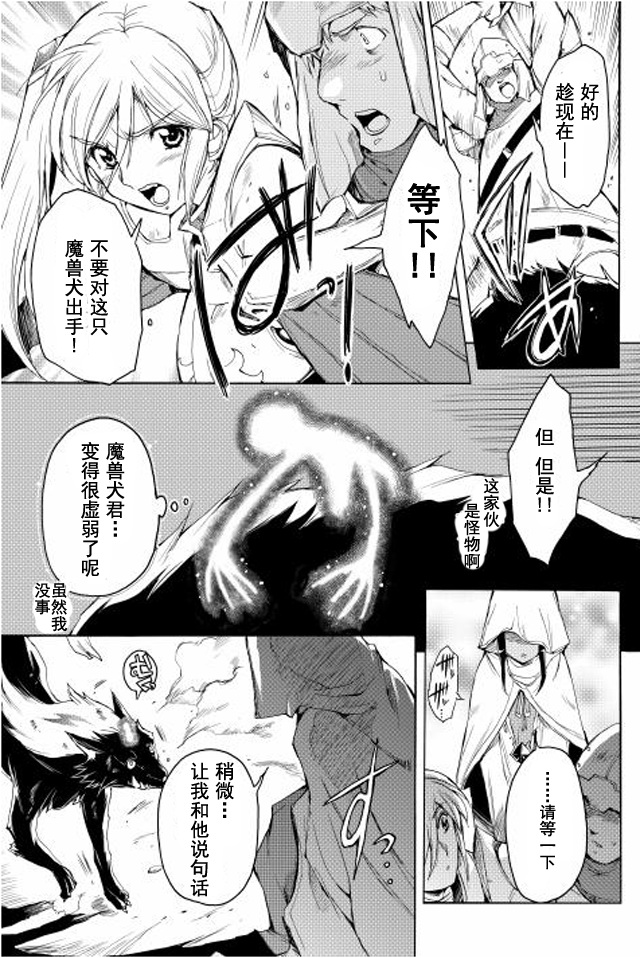 好的
趁现在——
等下!!
不要对这只
魔兽犬出手!
但 但是!!
这家伙
是怪物啊
魔兽犬君…
变得很虚弱了呢
虽然我
没事
……请等一下
稍微…
让我和他说句话